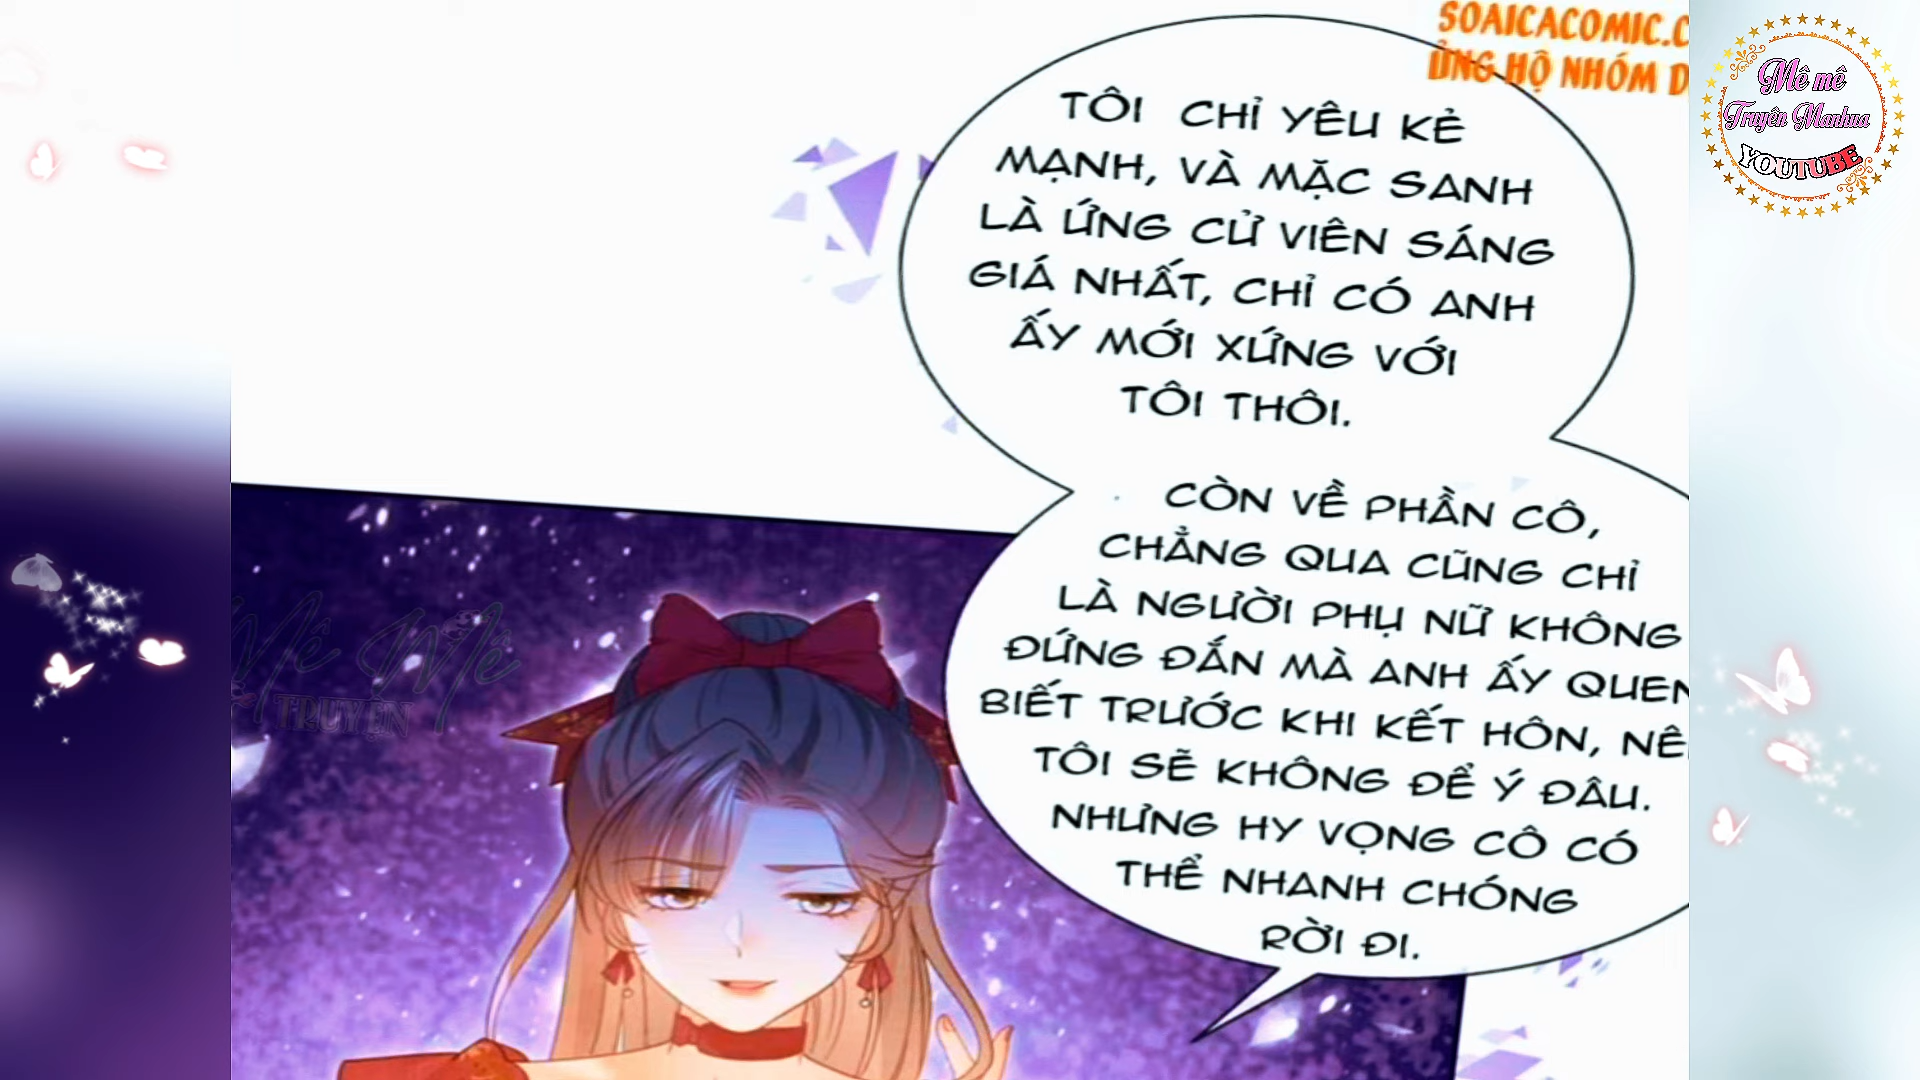 SOAICACOMIC.C
ỦNG HỘ NHÓM D
Mê mê
Truyện Manhua
YOUTUBE
TÔI CHỈ YÊU KẺ
MẠNH, VÀ MẶC SANH
LÀ ỨNG CỬ VIÊN SÁNG
GIÁ NHẤT, CHỈ CÓ ANH
ẤY MỚI XỨNG VỚI
TÔI THÔI.
CÒN VỀ PHẦN CÔ,
CHẲNG QUA CŨNG CHỈ
LÀ NGƯỜI PHỤ NỮ KHÔNG
ĐỨNG ĐẮN MÀ ANH ẤY QUEN
BIẾT TRƯỚC KHI KẾT HÔN, NÊ
TÔI SẼ KHÔNG ĐỂ Ý ĐÂU.
NHƯNG HY VỌNG CÔ CÓ
THỂ NHANH CHÓNG
RỜI ĐI.
Mê Mê
TRUYỆN